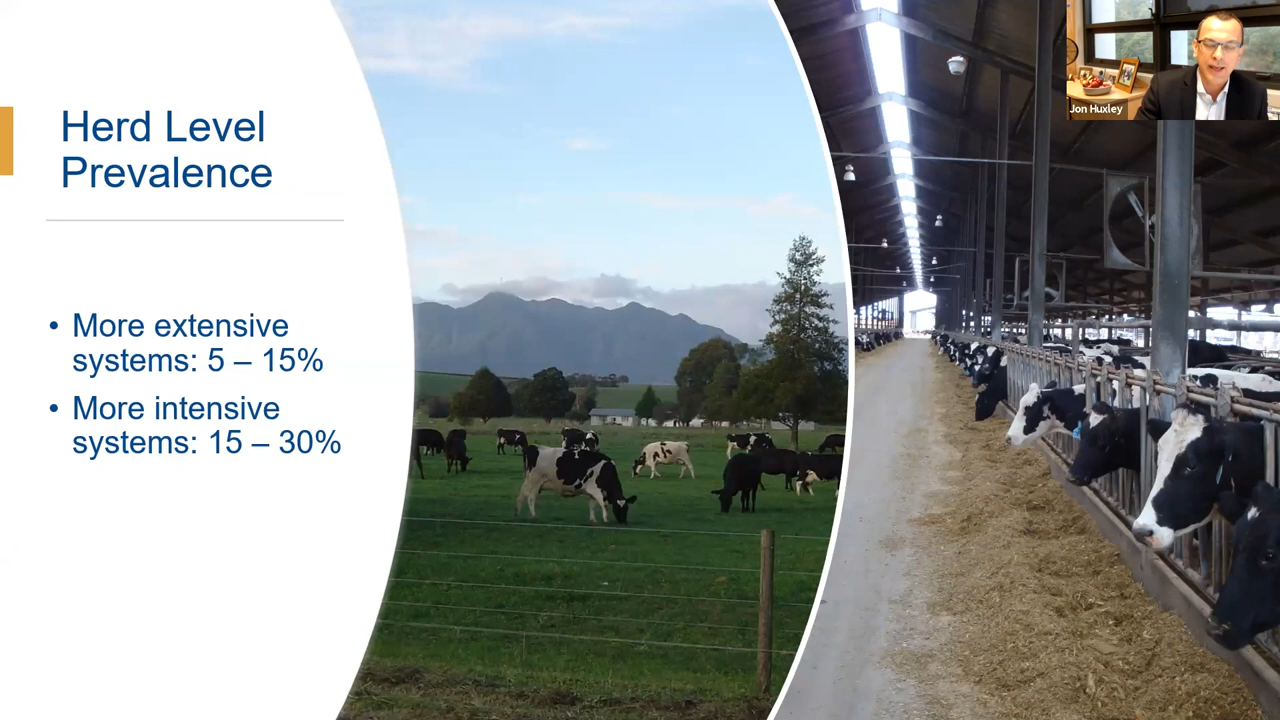 Herd Level
Prevalence
• More extensive
systems: 5 – 15%
• More intensive
systems: 15 – 30%
Jon Huxley